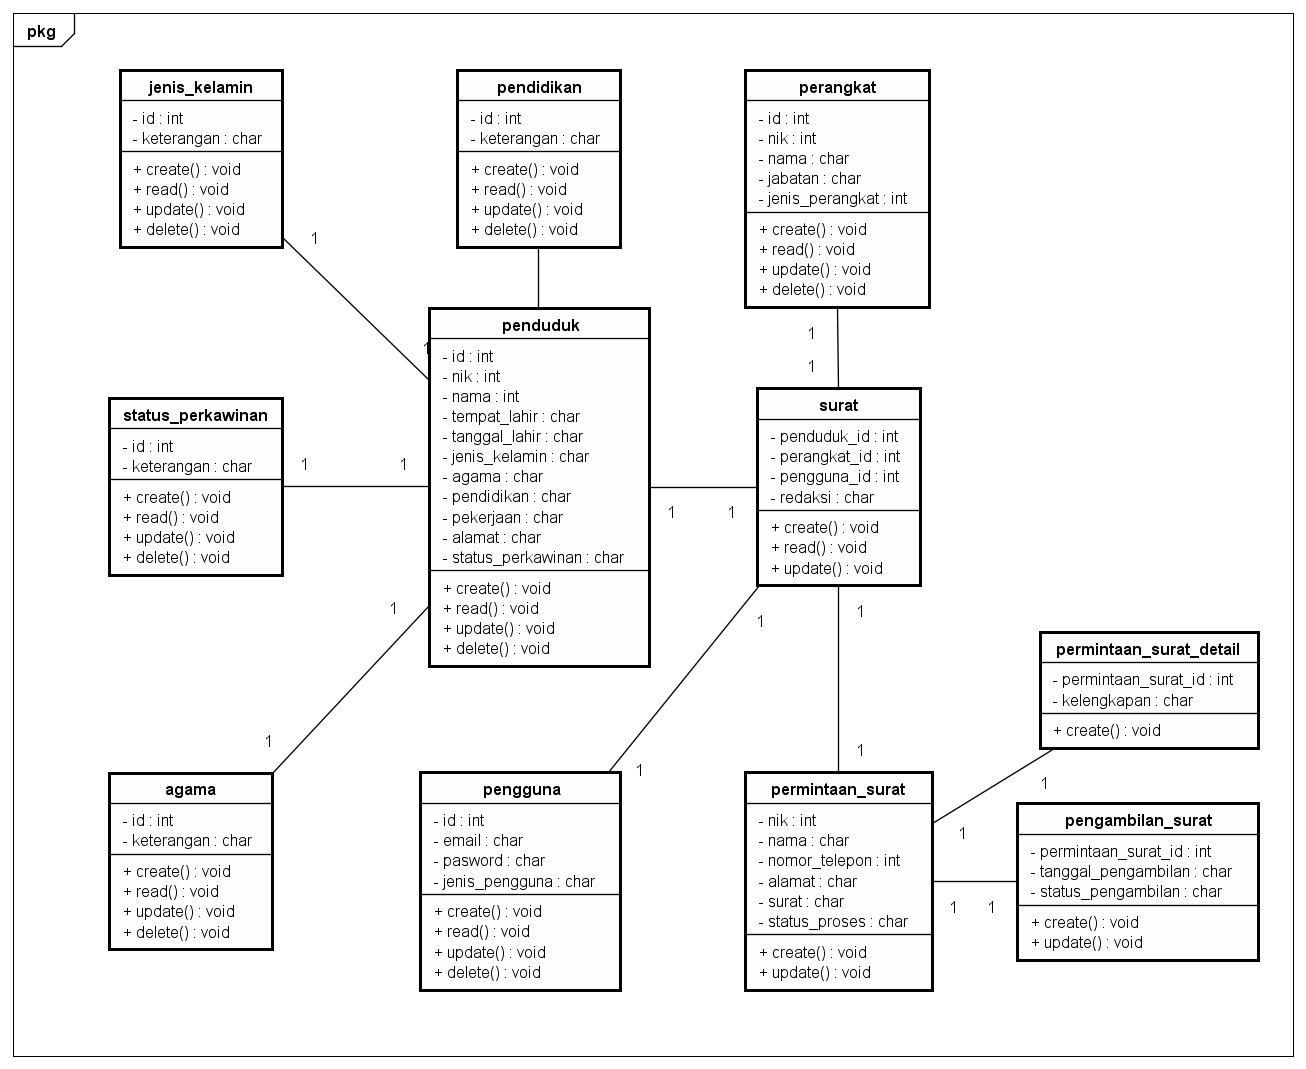 pkg
jenis_kelamin
- id : int
- keterangan : char
+ create() : void
+ read() : void
+ update() : void
+ delete() : void
pendidikan
- id : int
- keterangan : char
+ create() : void
+ read() : void
+ update() : void
+ delete() : void
perangkat
- id : int
- nik : int
- nama : char
- jabatan : char
- jenis_perangkat : int
+ create() : void
+ read() : void
+ update() : void
+ delete() : void
1
1
1
1
penduduk
- id : int
- nik : int
- nama : int
- tempat_lahir : char
- tanggal_lahir : char
- jenis_kelamin : char
- agama : char
- pendidikan : char
- pekerjaan : char
- alamat : char
- status_perkawinan : char
+ create() : void
+ read() : void
+ update() : void
+ delete() : void
status_perkawinan
- id : int
- keterangan : char
+ create() : void
+ read() : void
+ update() : void
+ delete() : void
1
1
surat
- penduduk_id : int
- perangkat_id : int
- pengguna_id : int
- redaksi : char
+ create() : void
+ read() : void
+ update() : void
1
1
1
1
1
1
1
1
permintaan_surat_detail
- permintaan_surat_id : int
- kelengkapan : char
+ create() : void
agama
- id : int
- keterangan : char
+ create() : void
+ read() : void
+ update() : void
+ delete() : void
pengguna
- id : int
- email : char
- pasword : char
- jenis_pengguna : char
+ create() : void
+ read() : void
+ update() : void
+ delete() : void
permintaan_surat
- nik : int
- nama : char
- nomor_telepon : int
- alamat : char
- surat : char
- status_proses : char
+ create() : void
+ update() : void
1
1
1
1
pengambilan_surat
- permintaan_surat_id : int
- tanggal_pengambilan : char
- status_pengambilan : char
+ create() : void
+ update() : void